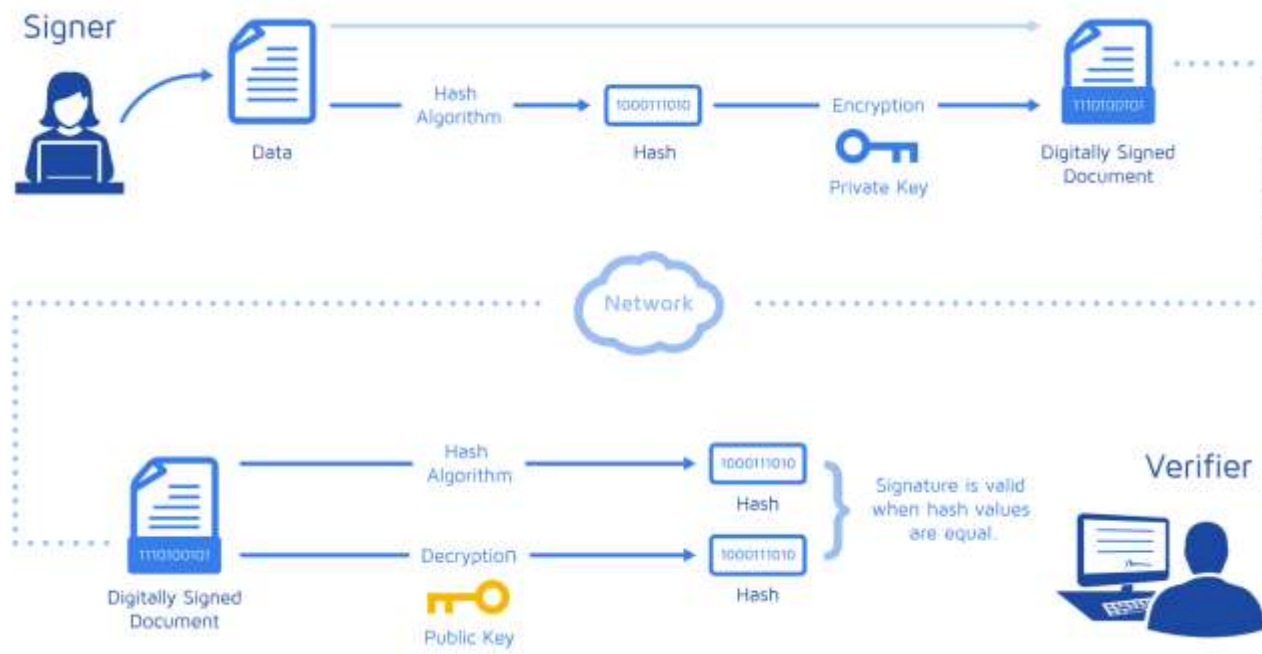 Signer
Data
Hash
Algorithm
1000111010
Hash
Encryption
Private Key
1110100101
Digitally Signed
Document
Network
1110100101
Digitally Signed
Document
Hash
Algorithm
1000111010
Hash
Decryption
Public Key
1000111010
Hash
Signature is valid
when hash values
are equal.
Verifier